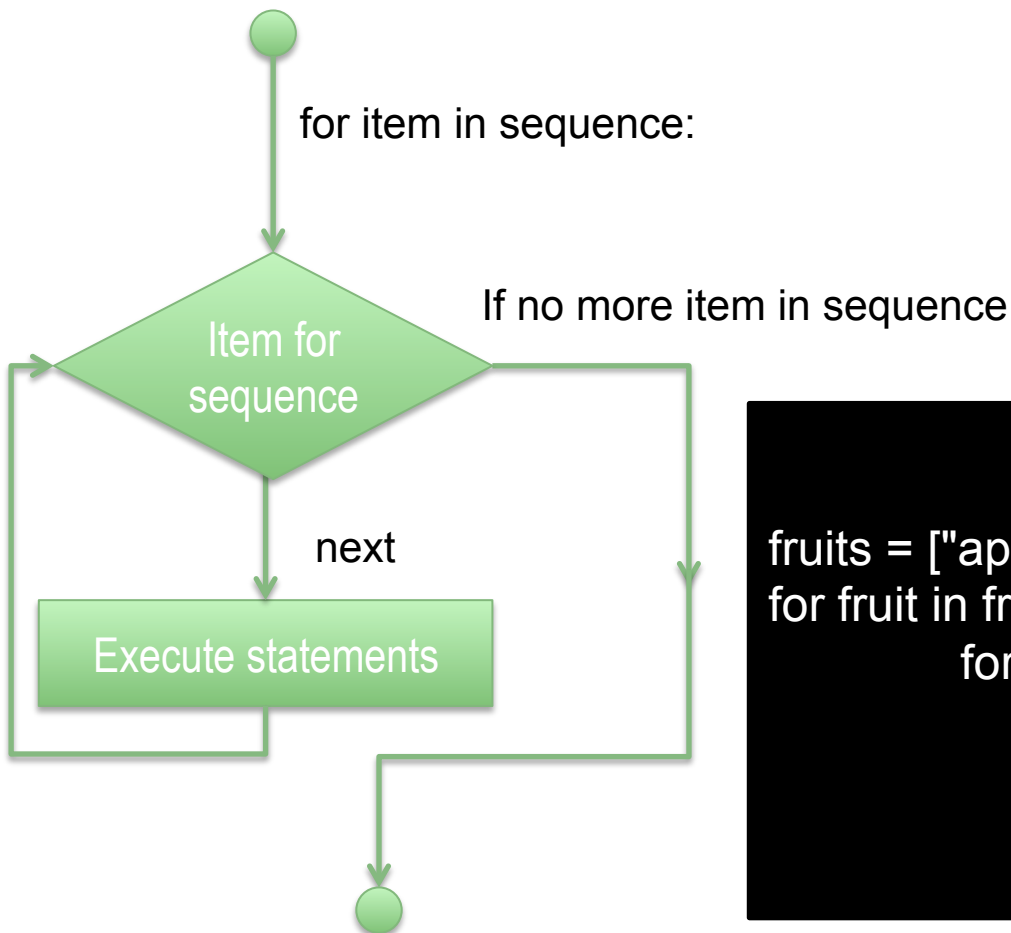 for item in sequence:
If no more item in sequence
Item for
sequence
next
Execute statements
fruits = ["ap
for fruit in fr
for